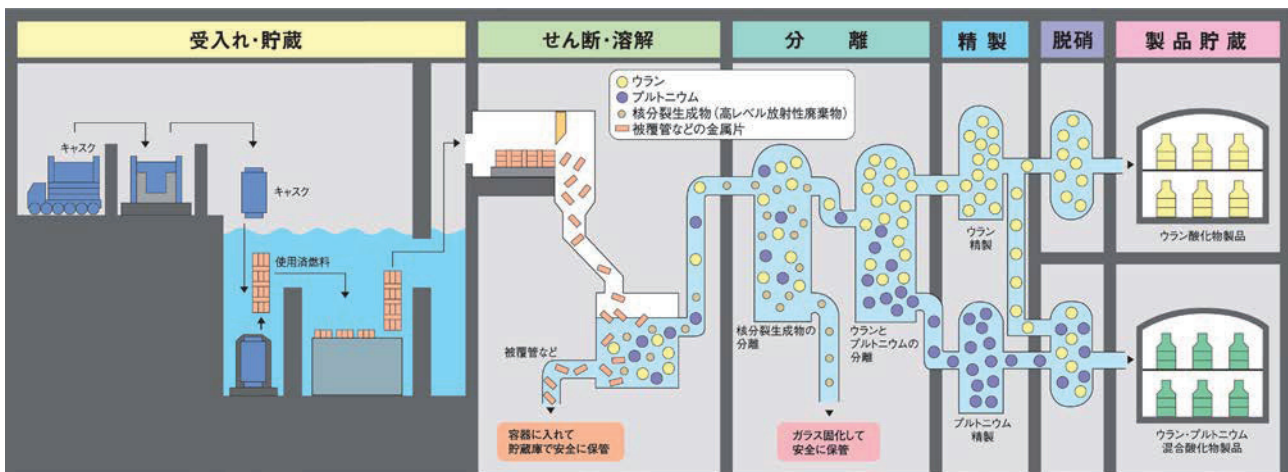 受入れ・貯蔵
せん断・溶解
分　離
精 製
脱硝
製 品 貯 蔵
ウラン
プルトニウム
核分裂生成物（高レベル放射性廃棄物）
被覆管などの金属片
キャスク
キャスク
使用済燃料
被覆管など
容器に入れて
貯蔵庫で安全に保管
核分裂生成物の
分離
ガラス固化して
安全に保管
ウランと
プルトニウムの
分離
ウラン
精製
プルトニウム
精製
ウラン酸化物製品
ウラン・プルトニウム
混合酸化物製品